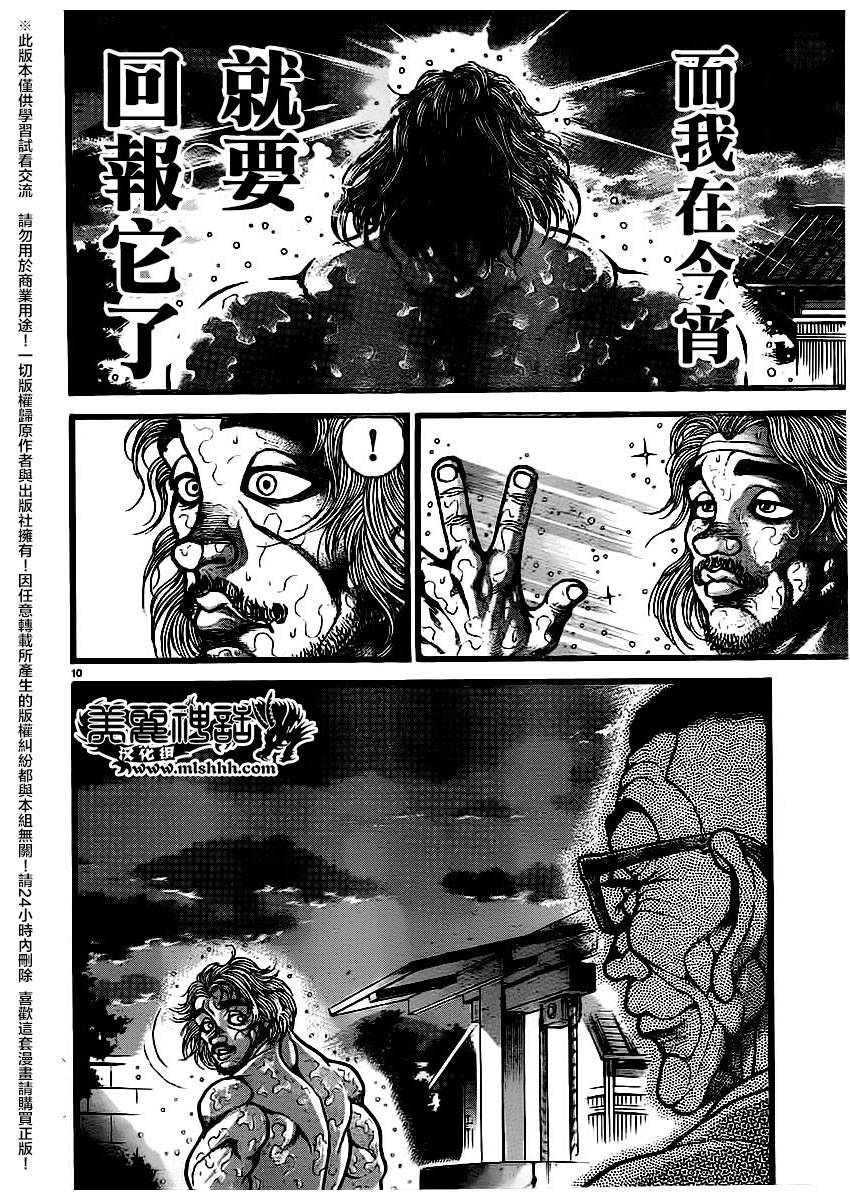 而我在今宵
就要
回報它了
！
10
美麗神話
汉化组
www.mlshhh.com
※此版本僅供學習試看交流 請勿用於商業用途！一切版權歸原作者與出版社擁有！因任意轉載所產生的版權糾紛都與本組無關！請24小時內刪除 喜歡這套漫畫請購買正版！